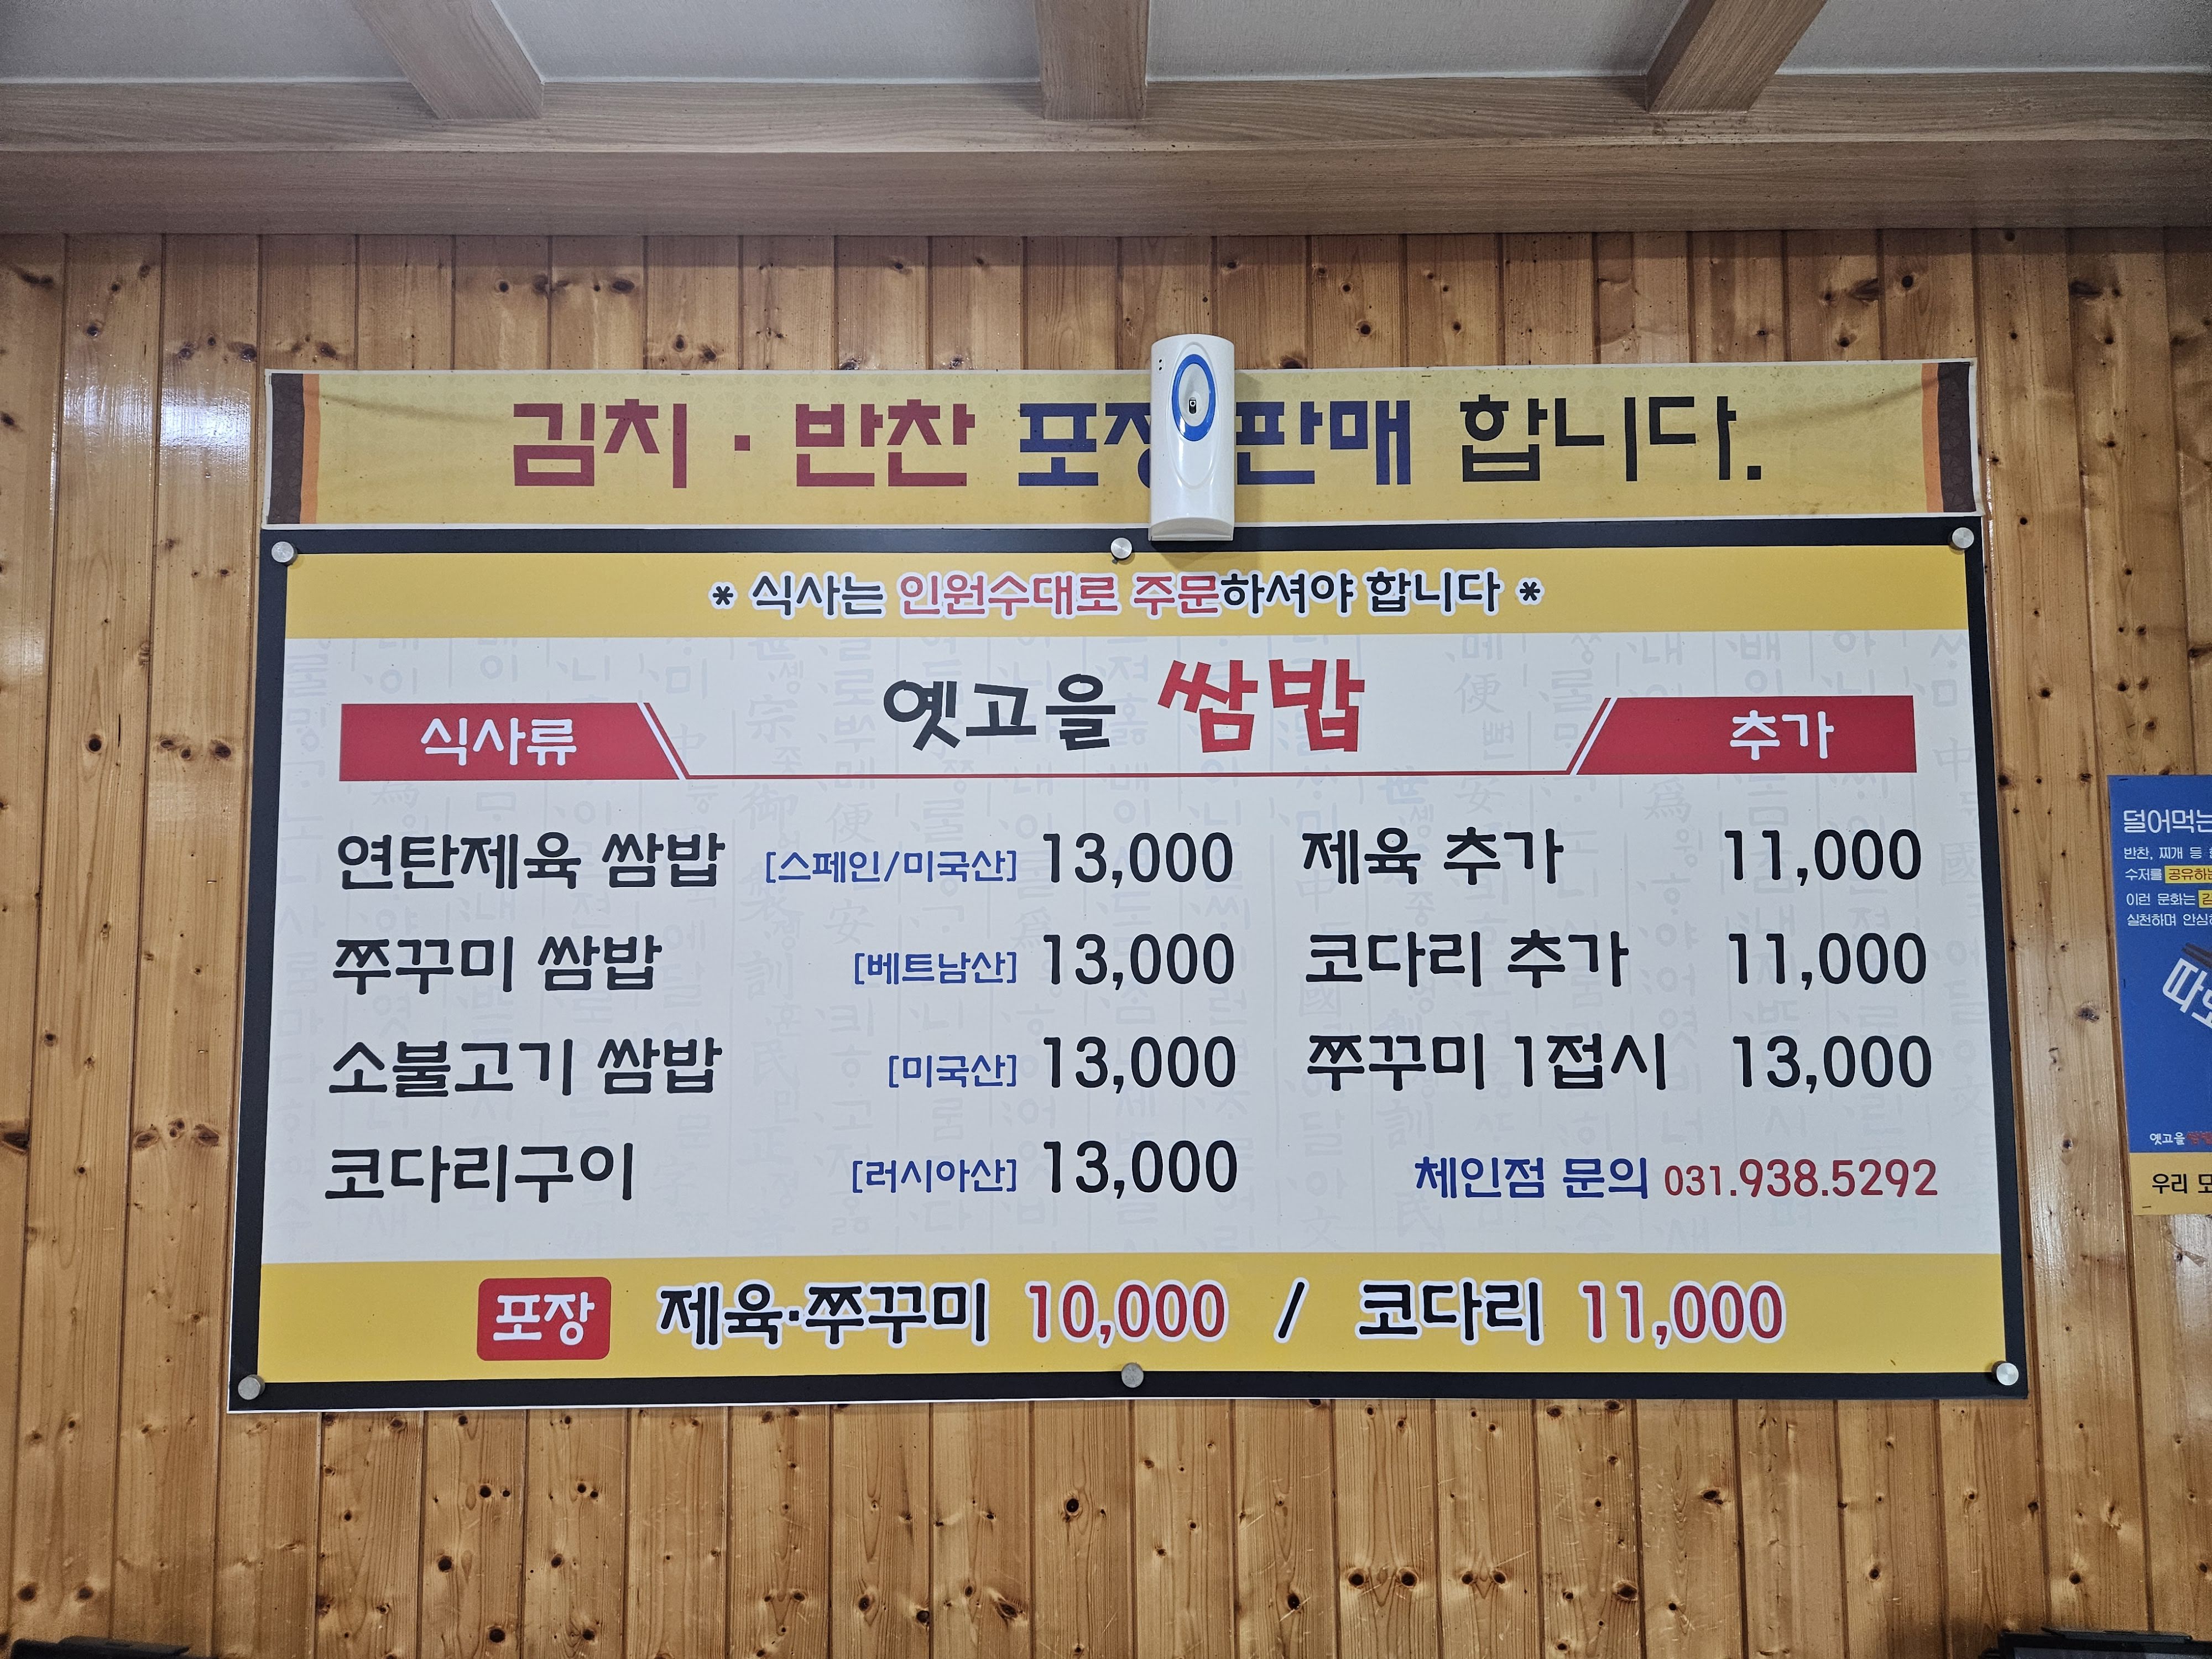 김치 · 반찬 포장 판매 합니다.
* 식사는 인원수대로 주문하셔야 합니다 *
옛고을 쌈밥
식사류
연탄제육 쌈밥 [스페인/미국산] 13,000
쭈꾸미 쌈밥 [베트남산] 13,000
소불고기 쌈밥 [미국산] 13,000
코다리구이 [러시아산] 13,000
추가
제육 추가 11,000
코다리 추가 11,000
쭈꾸미 1접시 13,000
체인점 문의 031.938.5292
포장 제육·쭈꾸미 10,000 / 코다리 11,000
덜어먹는
반찬, 찌개 등
수저를 공유하는
이런 문화는
실천하며
옛고을
우리